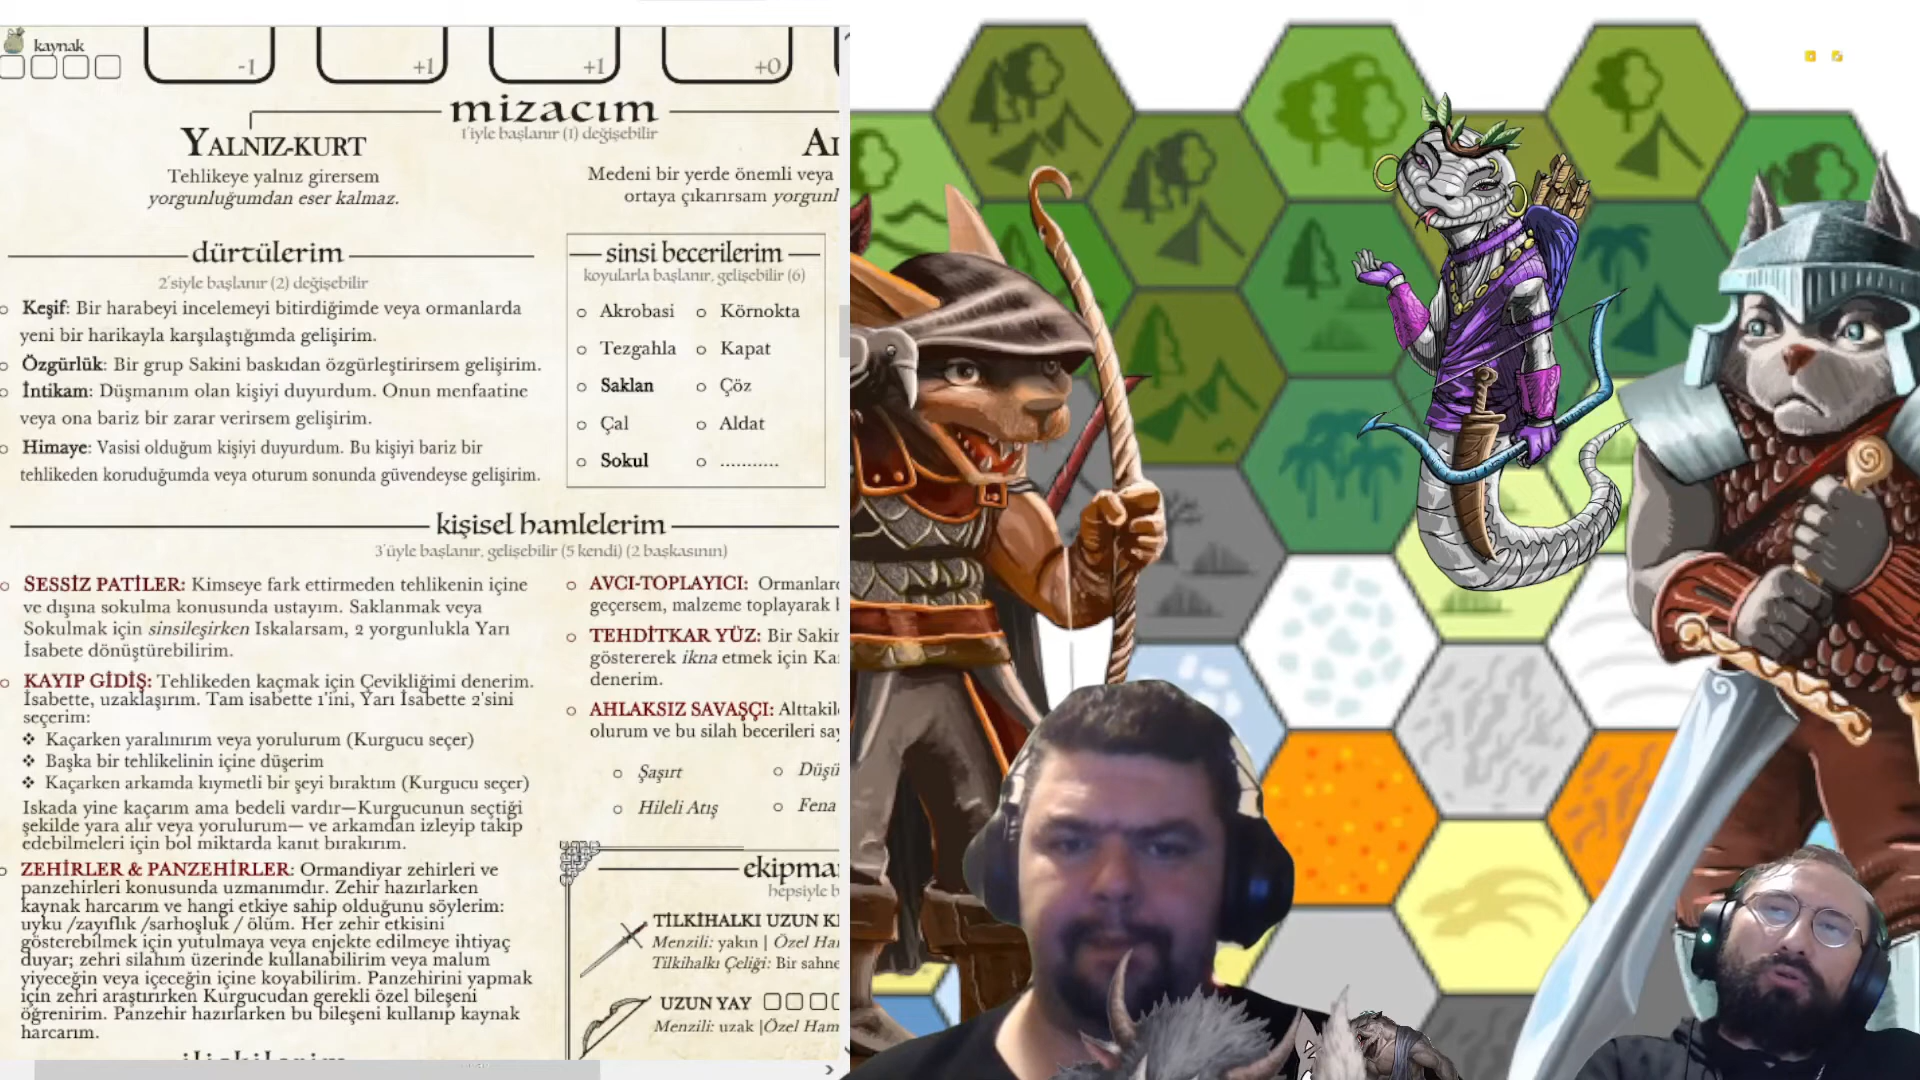 kaynak
-1
+1
+1
+0
mizacım
1'iyle başlanır (1) değişebilir
YALNIZ-KURT
Tehlikeye yalnız girersem
yorgunluğumdan eser kalmaz.
Medeni bir yerde önemli veya
ortaya çıkarırsam
dürtülerim
2'siyle başlanır (2) değişebilir
Keşif: Bir harabeyi incelemeyi bitirdiğimde veya ormanlarda
yeni bir harikayla karşılaştığımda gelişirim.
Özgürlük: Bir grup Sakini baskıdan özgürleştirirsem gelişirim.
İntikam: Düşmanım olan kişiyi duyurdum. Onun menfaatine
veya ona bariz bir zarar verirsem gelişirim.
Himaye: Vasisi olduğum kişiyi duyurdum. Bu kişiyi bariz bir
tehlikeden koruduğumda veya oturum sonunda güvendeyse gelişirim.
sinsi becerilerim
koyularla başlanır, gelişebilir (6)
Akrobasi
Körnokta
Tezgahla
Kapat
Saklan
Çöz
Çal
Aldat
Sokul
...........
kişisel hamlelerim
3'üyle başlanır, gelişebilir (5 kendi) (2 başkasının)
SESSİZ PATİLER: Kimseye fark ettirmeden tehlikenin içine
ve dışına sokulma konusunda ustayım. Saklanmak veya
Sokulmak için sinsileşirken Iskalarsam, 2 yorgunlukla Yarı
İsabete dönüştürebilirim.
KAYIP GİDİŞ: Tehlikeden kaçmak için Çevikliğimi denerim.
İsabette, uzaklaşırım. Tam isabette 1'ini, Yarı İsabette 2'sini
seçerim:
❖ Kaçarken yaralınırım veya yorulurum (Kurgucu seçer)
❖ Başka bir tehlikelinin içine düşerim
❖ Kaçarken arkamda kıymetli bir şeyi bıraktım (Kurgucu seçer)
Iskada yine kaçarım ama bedeli vardır—Kurgucunun seçtiği
şekilde yara alır veya yorulurum— ve arkamdan izleyip takip
edebilmeleri için bol miktarda kanıt bırakırım.
ZEHİRLER & PANZEHİRLER: Ormandiyar zehirleri ve
panzehirleri konusunda uzmanımdır. Zehir hazırlarken
kaynak harcarım ve hangi etkiye sahip olduğunu söylerim:
uyku /zayıflık /sarhoşluk / ölüm. Her zehir etkisini
gösterebilmek için yutulmaya veya enjekte edilmeye ihtiyaç
duyar; zehri silahım üzerinde kullanabilirim veya malum
yiyeceğin veya içeceğin içine koyabilirim. Panzehirini yapmak
için zehri araştırırken Kurgucudan gerekli özel bileşeni
öğrenirim. Panzehir hazırlarken bu bileşeni kullanıp kaynak
harcarım.
AVCI-TOPLAYICI:
geçersem, malzeme toplayarak
TEHDİTKAR YÜZ: Bir
göstererek ikna etmek için
denerim.
AHLAKSIZ SAVAŞÇI:
olurum ve bu silah becerileri
Şaşırt
Hileli Atış
Fena
TİLKİHALKI UZUN
Menzili: yakın | Özel
Tilkihalkı Çeliği: Bir
UZUN YAY
Menzili: uzak |Özel